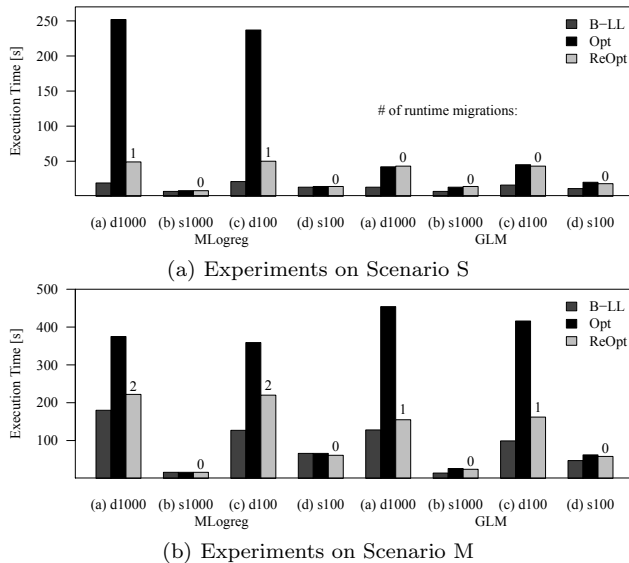 Execution Time [s]
250
200
150
100
50
B−LL
Opt
ReOpt
# of runtime migrations:
1 0 1 0 0 0 0 0
(a) d1000 (b) s1000 (c) d100 (d) s100 (a) d1000 (b) s1000 (c) d100 (d) s100
MLogreg GLM
(a) Experiments on Scenario S
Execution Time [s]
500
400
300
200
100
B−LL
Opt
ReOpt
2 0 2 0 1 0 1 0
(a) d1000 (b) s1000 (c) d100 (d) s100 (a) d1000 (b) s1000 (c) d100 (d) s100
MLogreg GLM
(b) Experiments on Scenario M